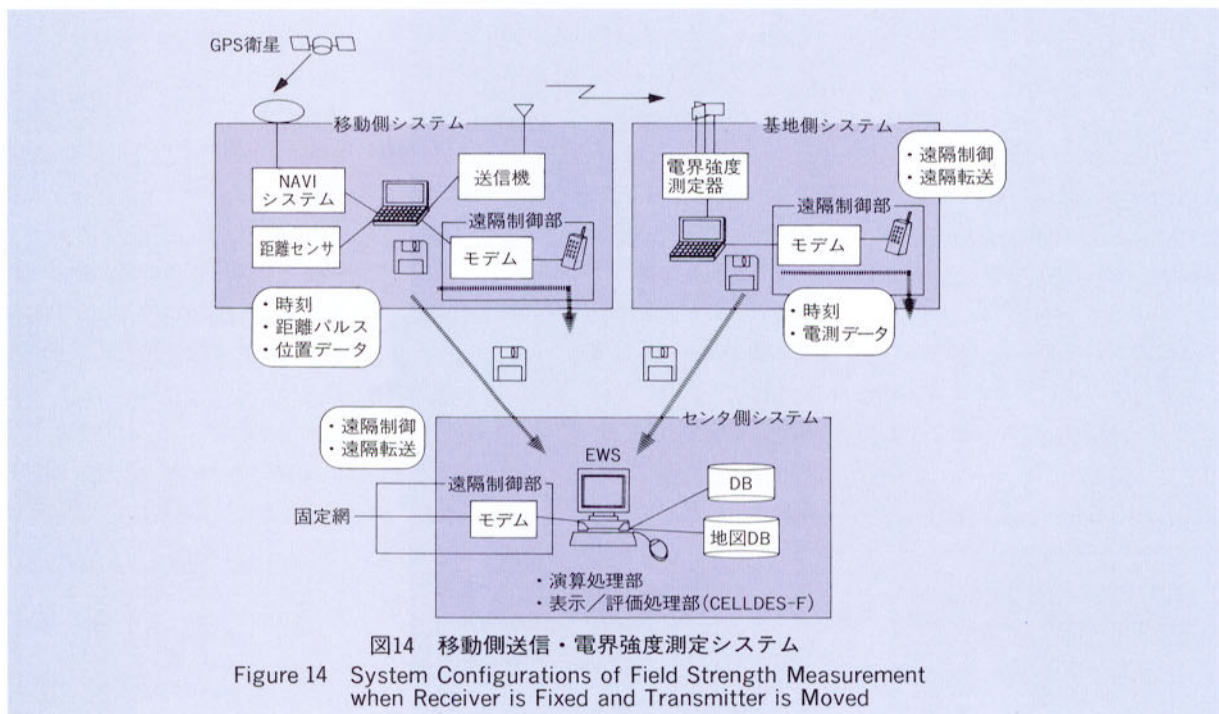 GPS衛星
移動側システム
NAVI
システム
距離センサ
送信機
遠隔制御部
モデム
・時刻
・距離パルス
・位置データ
基地側システム
電界強度
測定器
・遠隔制御
・遠隔転送
遠隔制御部
モデム
・時刻
・電測データ
センタ側システム
・遠隔制御
・遠隔転送
EWS
遠隔制御部
固定網
モデム
DB
地図DB
・演算処理部
・表示／評価処理部(CELLDES-F)
図14 移動側送信・電界強度測定システム
Figure 14 System Configurations of Field Strength Measurement
when Receiver is Fixed and Transmitter is Moved